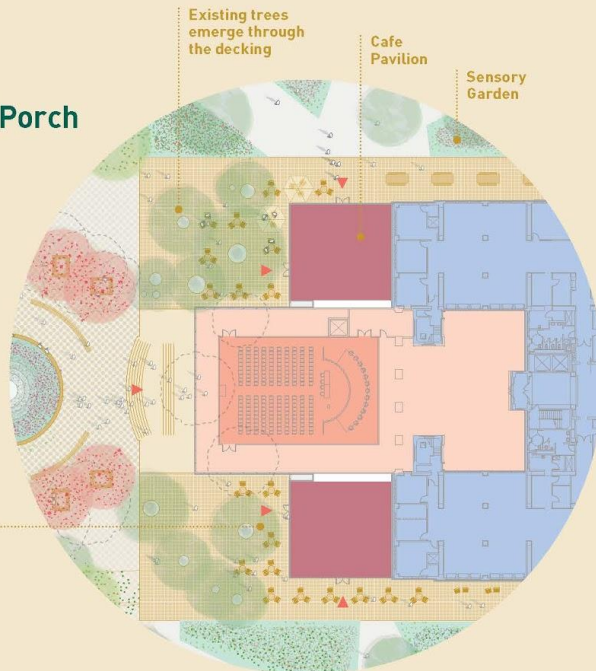 Existing trees
emerge through
the decking
Cafe
Pavilion
Sensory
Garden
Porch